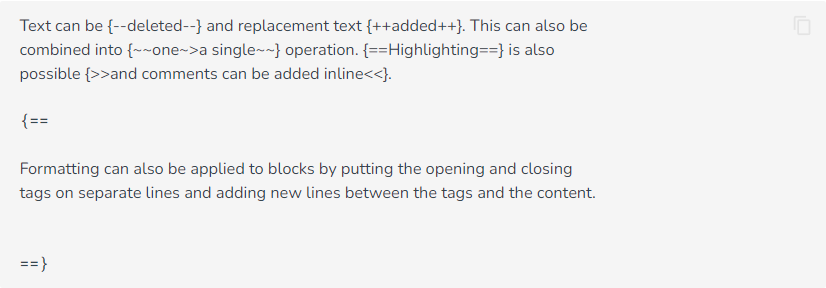 Text can be {--deleted--} and replacement text {++added++}. This can also be
combined into {~~one~>a single~~} operation. {==Highlighting==} is also
possible {>>and comments can be added inline<<}.
{==
Formatting can also be applied to blocks by putting the opening and closing
tags on separate lines and adding new lines between the tags and the content.
==}